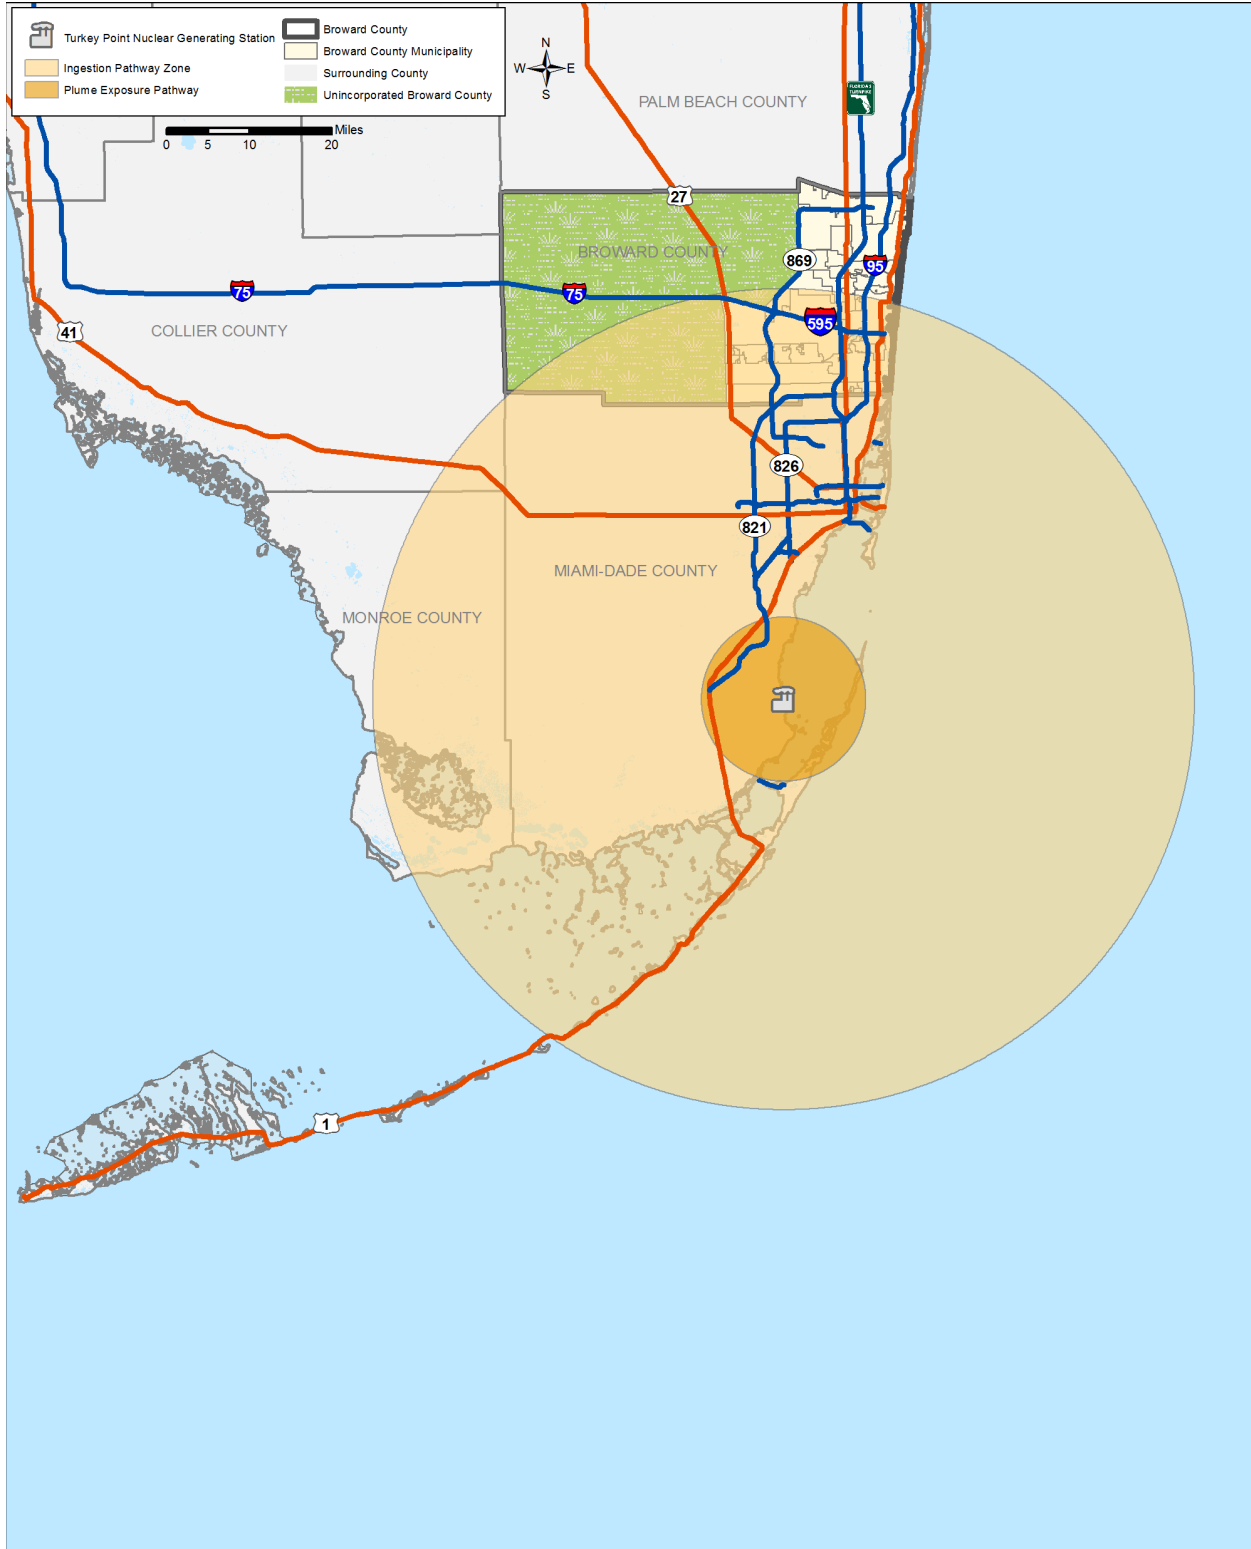 Turkey Point Nuclear Generating Station
Ingestion Pathway Zone
Plume Exposure Pathway
Broward County
Broward County Municipality
Surrounding County
Unincorporated Broward County
N
W E
S
Miles
0 5 10 20
PALM BEACH COUNTY
FLORIDA'S
TURNPIKE
27
BROWARD COUNTY
869
95
75
75
595
41
COLLIER COUNTY
826
821
MIAMI-DADE COUNTY
MONROE COUNTY
1